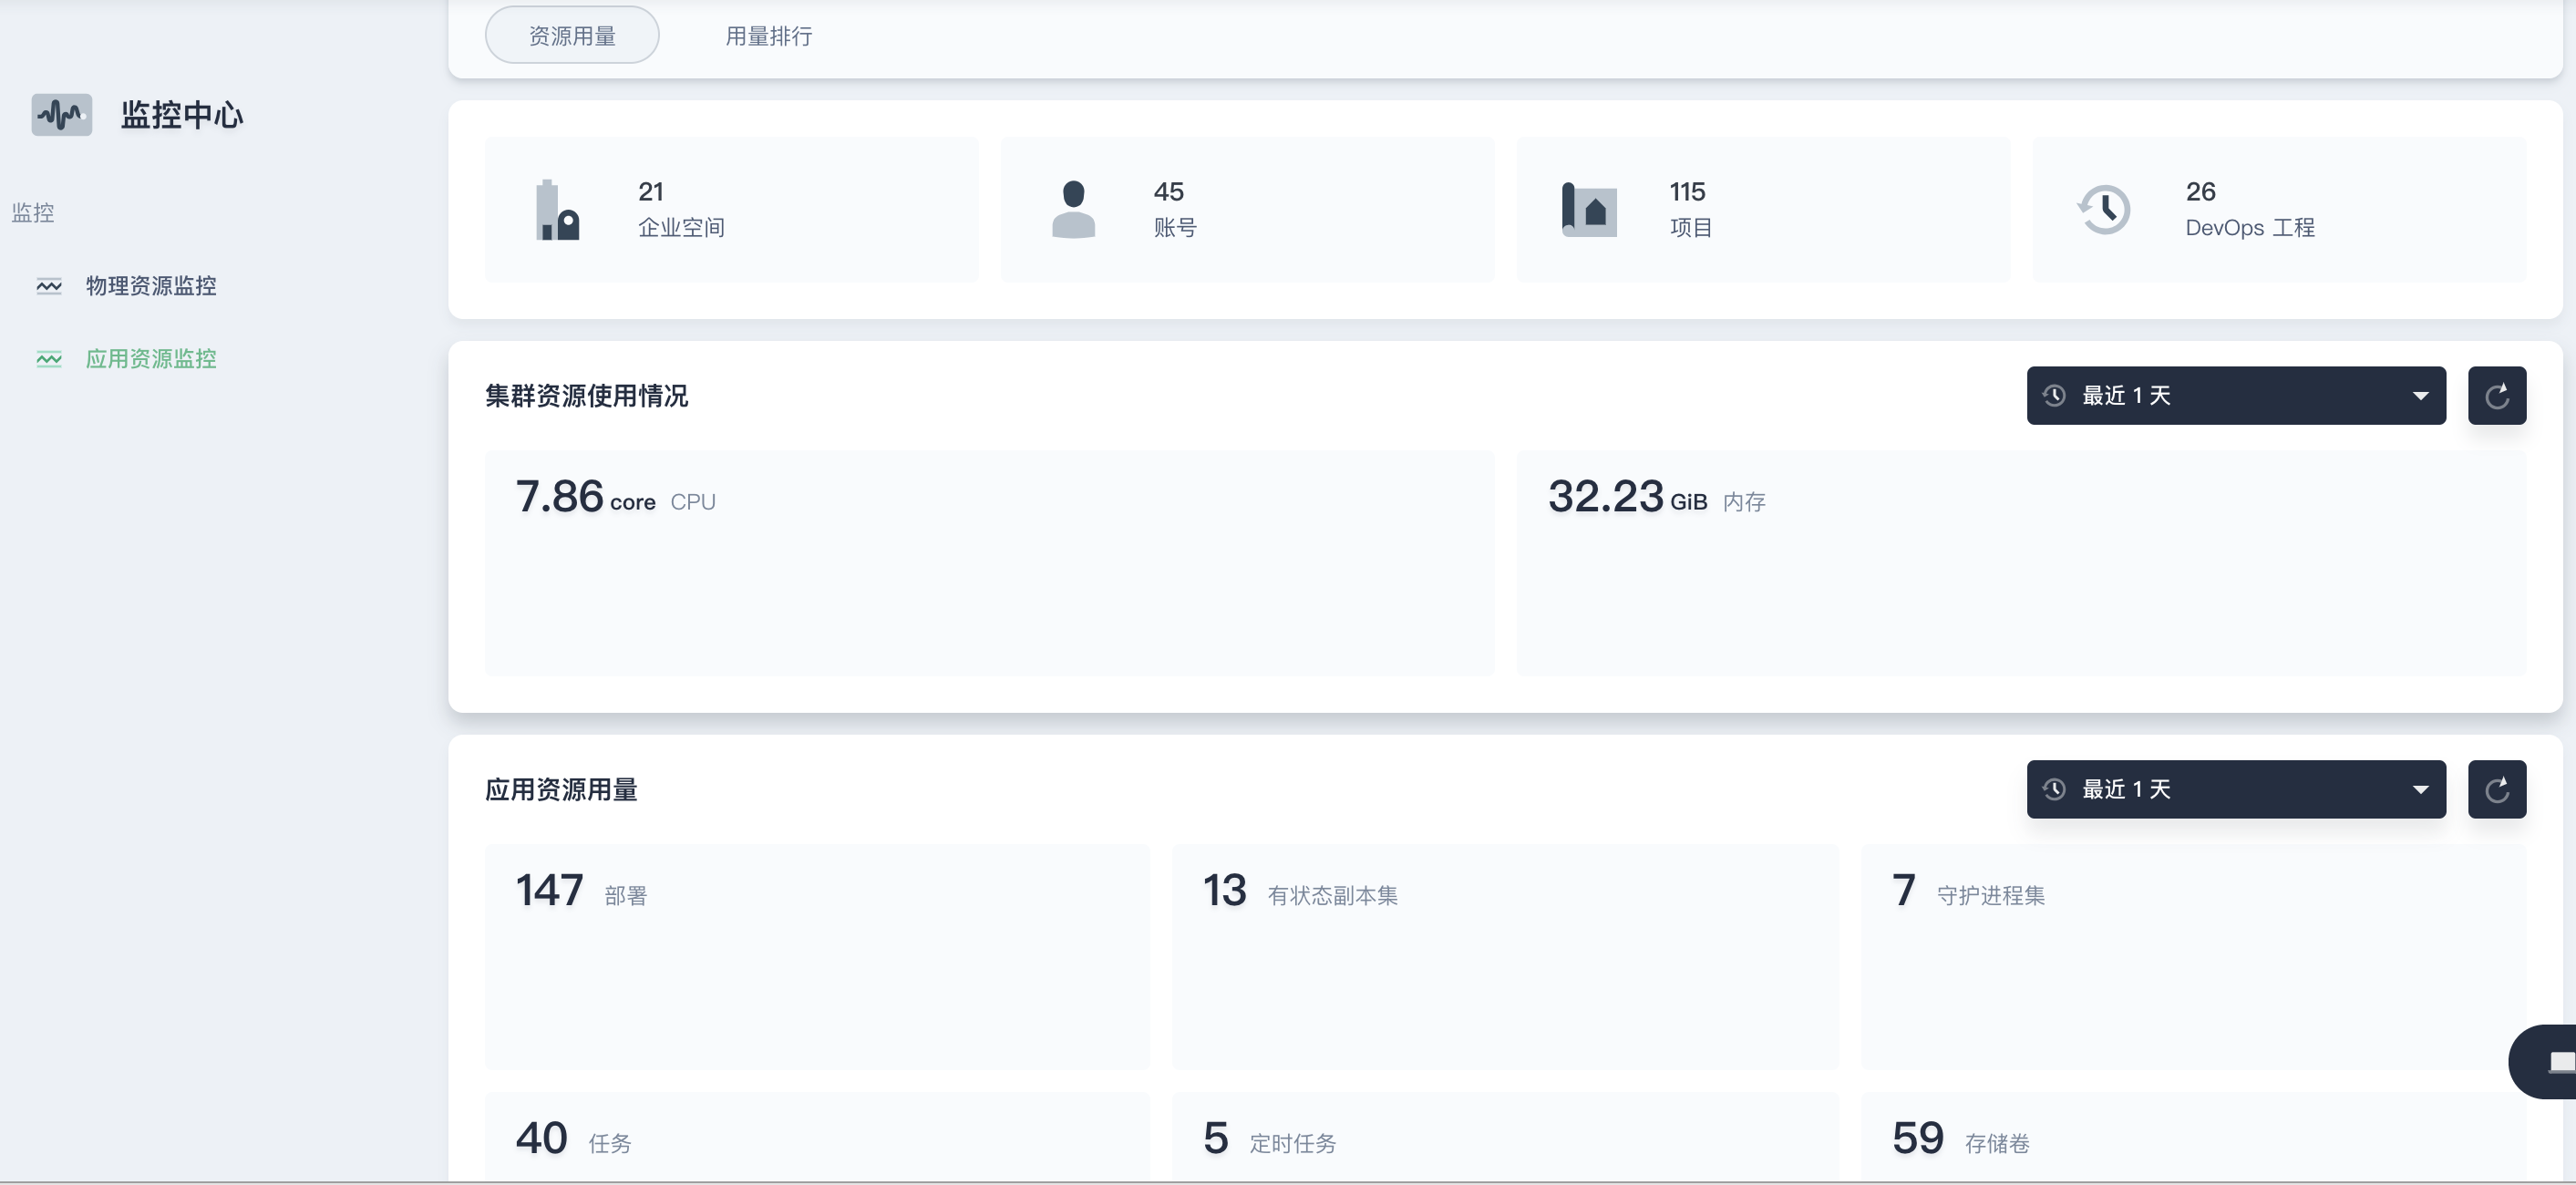 资源用量
用量排行
监控中心
监控
物理资源监控
应用资源监控
21
企业空间
45
账号
115
项目
26
DevOps 工程
集群资源使用情况
最近 1 天
7.86 core CPU
32.23 GiB 内存
应用资源用量
最近 1 天
147 部署
13 有状态副本集
7 守护进程集
40 任务
5 定时任务
59 存储卷